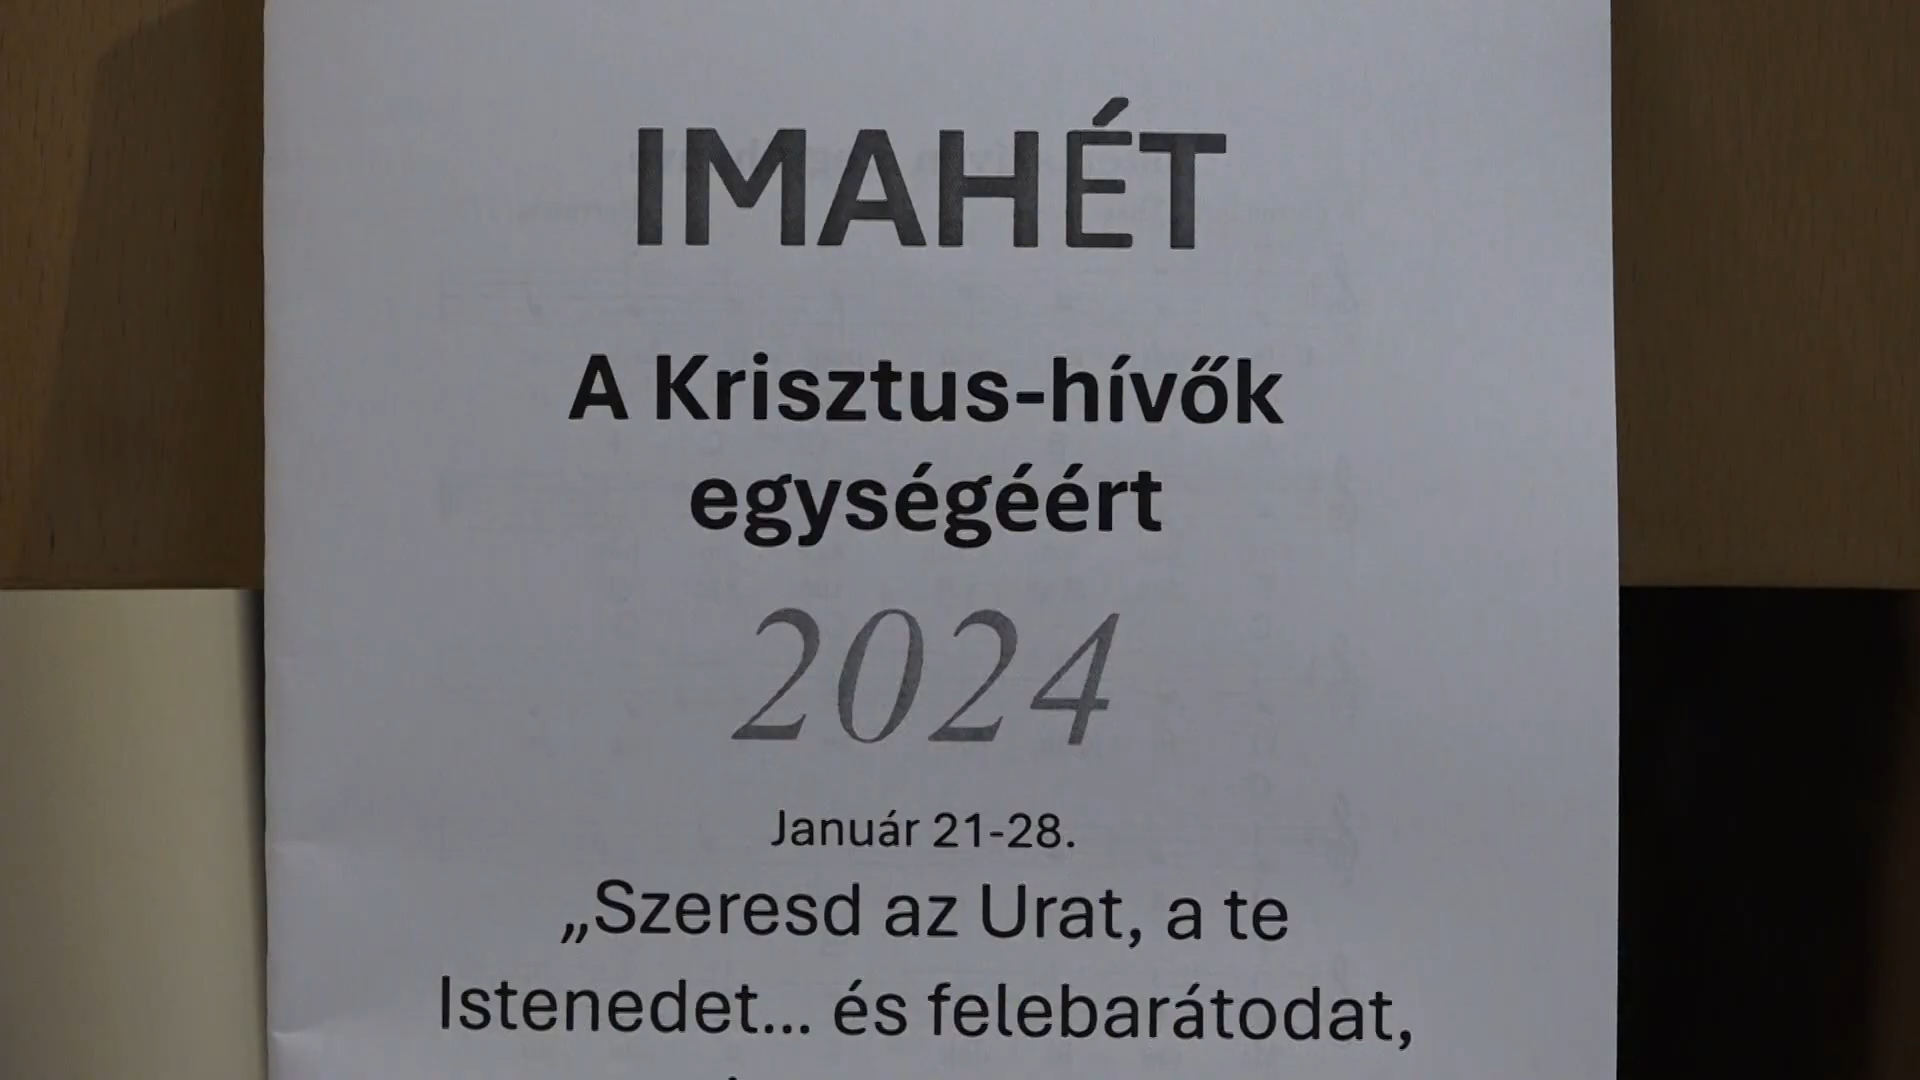 IMAHÉT
A Krisztus-hívők
egységéért
2024
Január 21-28.
„Szeresd az Urat, a te
Istenedet... és felebarátodat,